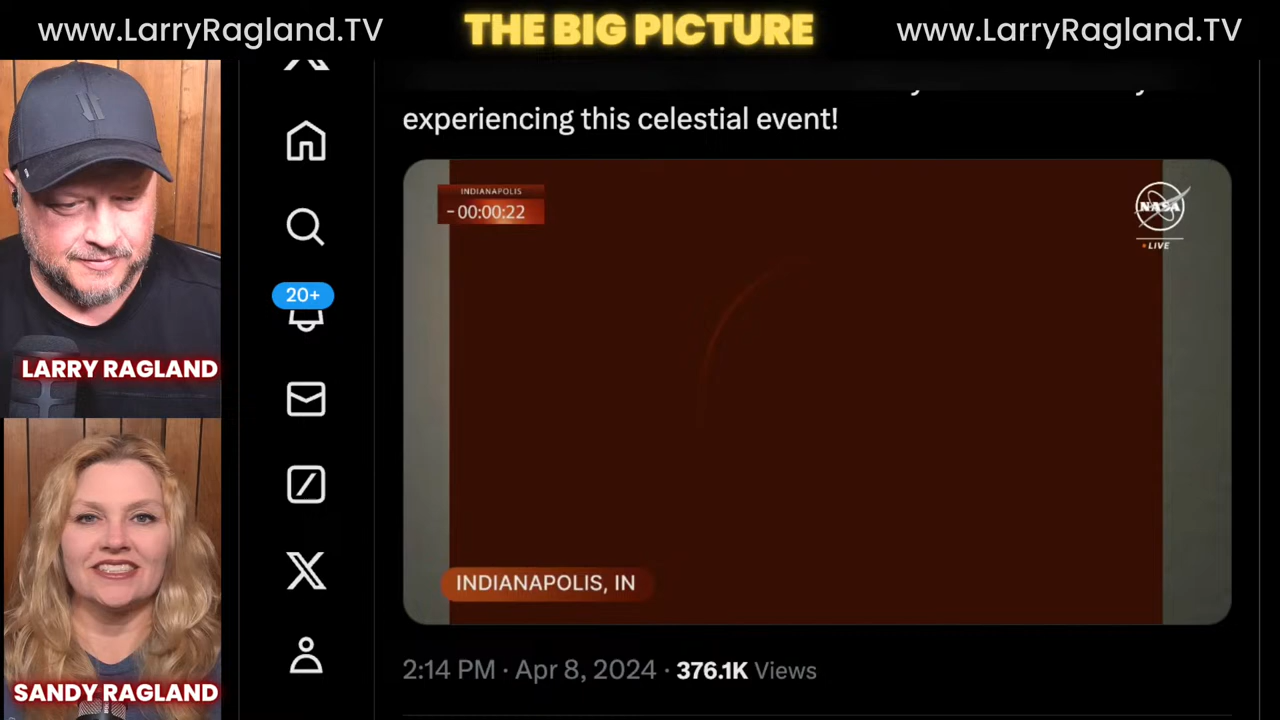 www.LarryRagland.TV
THE BIG PICTURE
www.LarryRagland.TV
experiencing this celestial event!
INDIANAPOLIS
-00:00:22
NASA
LIVE
20+
LARRY RAGLAND
INDIANAPOLIS, IN
2:14 PM · Apr 8, 2024 · 376.1K Views
SANDY RAGLAND